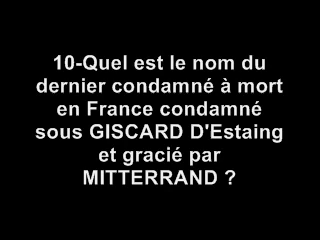 10-Quel est le nom du
dernier condamné à mort
en France condamné
sous GISCARD D'Estaing
et gracié par
MITTERRAND ?